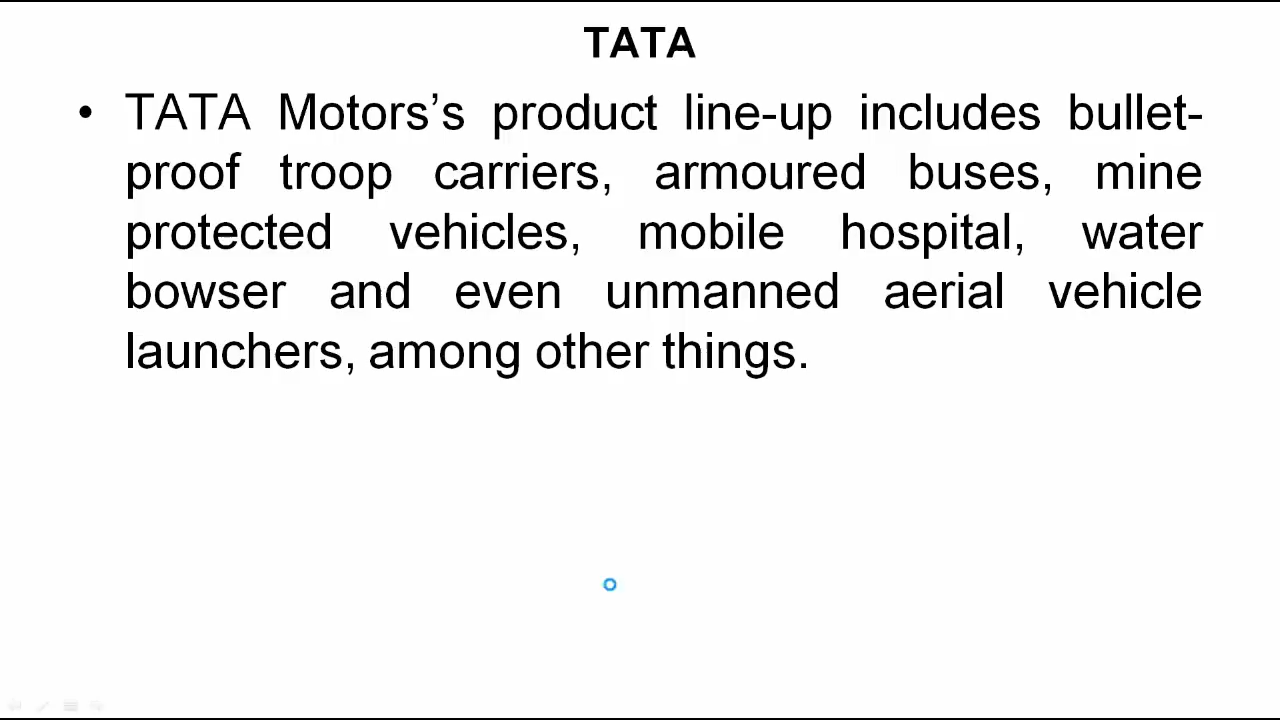 TATA
• TATA Motors’s product line-up includes bullet-
proof troop carriers, armoured buses, mine
protected vehicles, mobile hospital, water
bowser and even unmanned aerial vehicle
launchers, among other things.